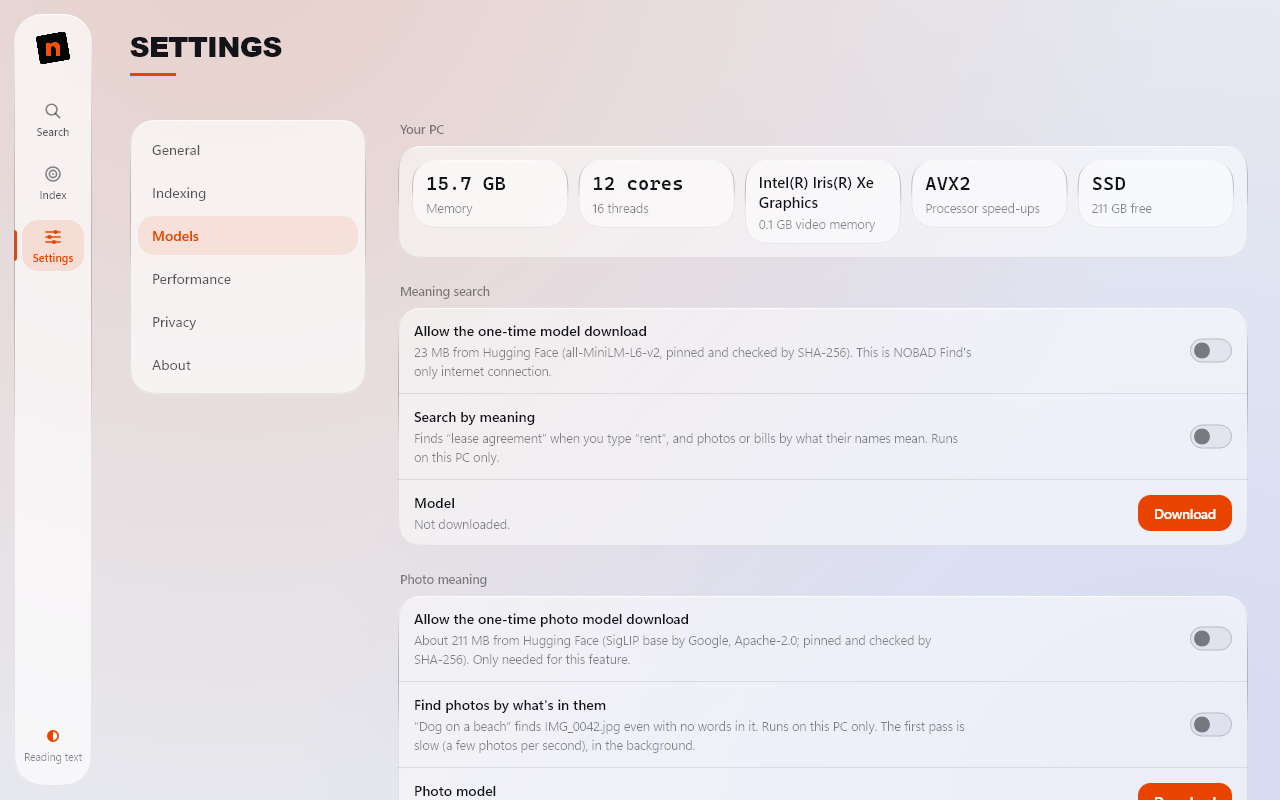 n
SETTINGS
Search
Index
Settings
Reading text
General
Indexing
Models
Performance
Privacy
About
Your PC
15.7 GB
Memory
12 cores
16 threads
Intel(R) Iris(R) Xe
Graphics
0.1 GB video memory
AVX2
Processor speed-ups
SSD
211 GB free
Meaning search
Allow the one-time model download
23 MB from Hugging Face (all-MiniLM-L6-v2, pinned and checked by SHA-256). This is NOBAD Find's
only internet connection.
Search by meaning
Finds “lease agreement” when you type “rent”, and photos or bills by what their names mean. Runs
on this PC only.
Model
Not downloaded.
Download
Photo meaning
Allow the one-time photo model download
About 211 MB from Hugging Face (SigLIP base by Google, Apache-2.0; pinned and checked by
SHA-256). Only needed for this feature.
Find photos by what's in them
“Dog on a beach” finds IMG_0042.jpg even with no words in it. Runs on this PC only. The first pass is
slow (a few photos per second), in the background.
Photo model